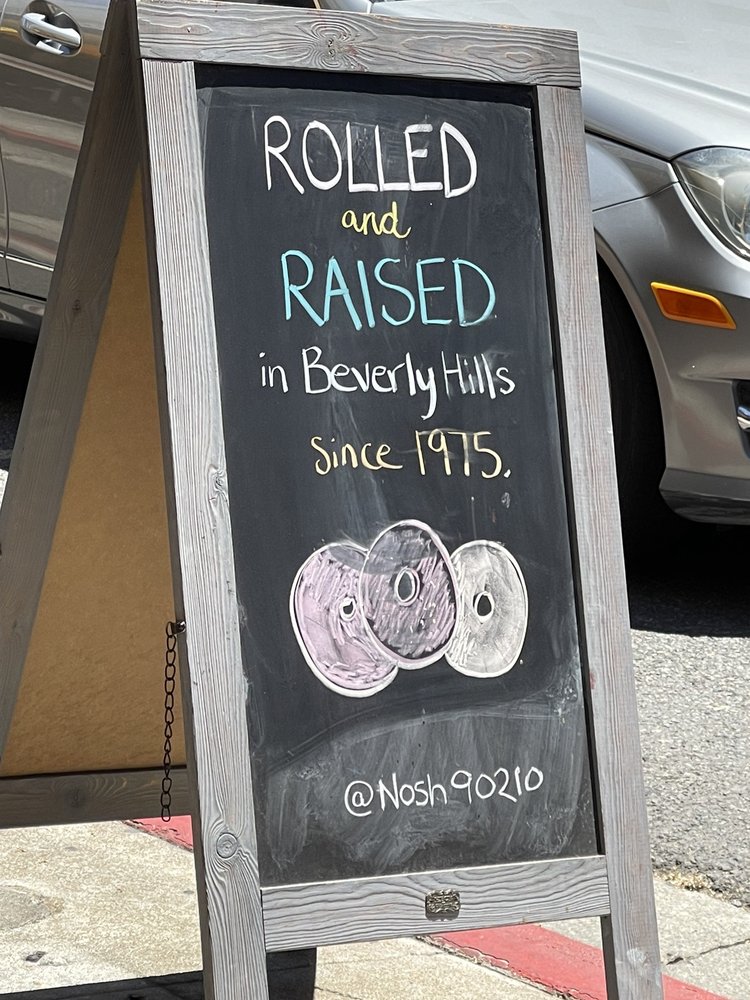 ROLLED
and
RAISED
in Beverly Hills
since 1975.
@Nosh90210